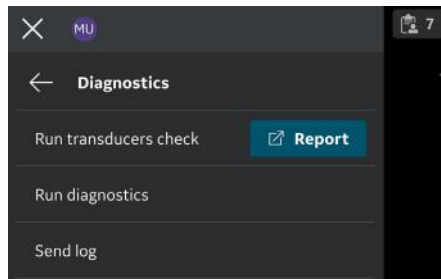 MU
7
Diagnostics
Run transducers check
Report
Run diagnostics
Send log